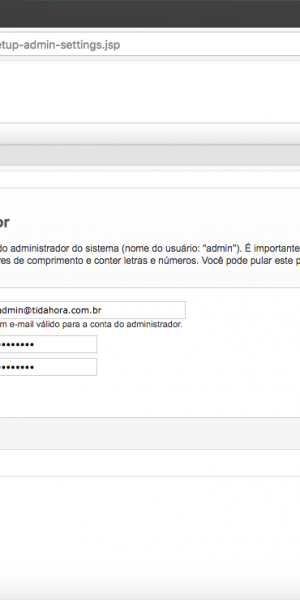 etup-admin-settings.jsp
or
do administrador do sistema (nome do usuário: "admin"). É importante
res de comprimento e conter letras e números. Você pode pular este p
admin@tidahora.com.br
m e-mail válido para a conta do administrador.